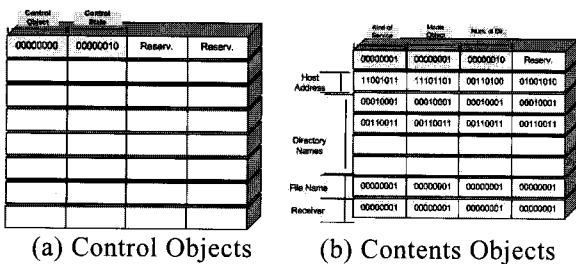 Control Object
Control State
00000000 00000010 Reserv. Reserv.
(a) Control Objects
Kind of Service
Media Object
Num. of Dir.
00000001 00000001 00000010 Reserv.
Host Address
11001011 11101101 00110100 01001010
00010001 00010001 00010001 00010001
00110011 00110011 00110011 00110011
Directory Names
File Name
00000001 00000001 00000001 00000001
Receiver
00000001 00000001 00000001 00000001
(b) Contents Objects